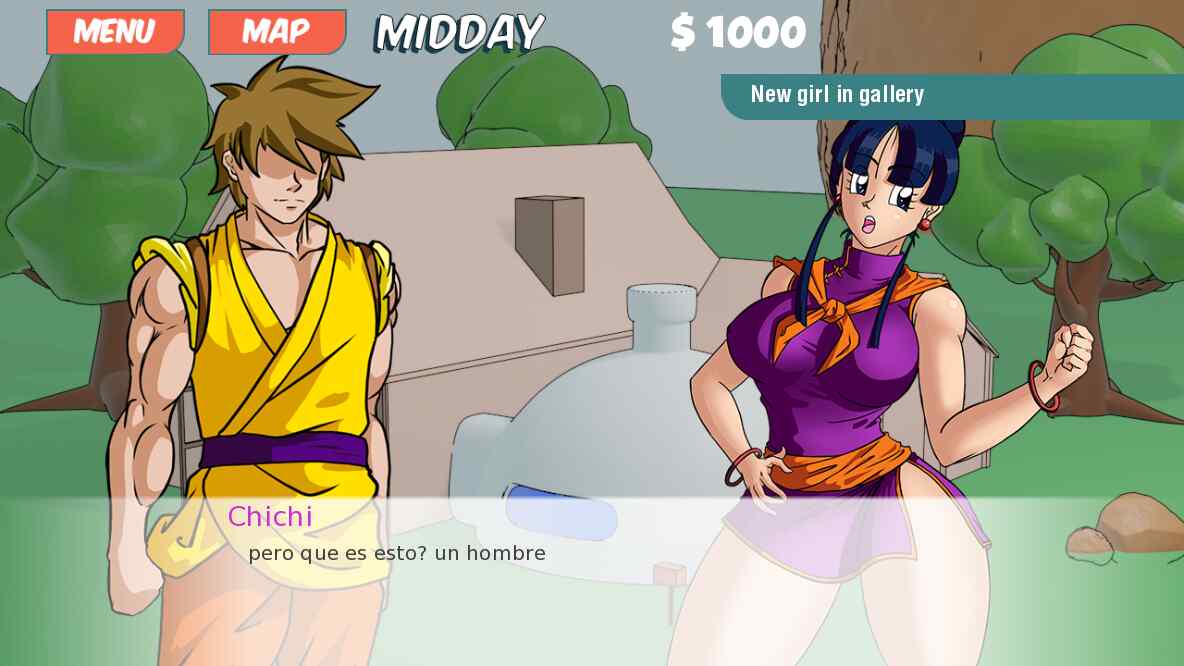 MENU
MAP
MIDDAY
$ 1000
New girl in gallery
Chichi
pero que es esto? un hombre